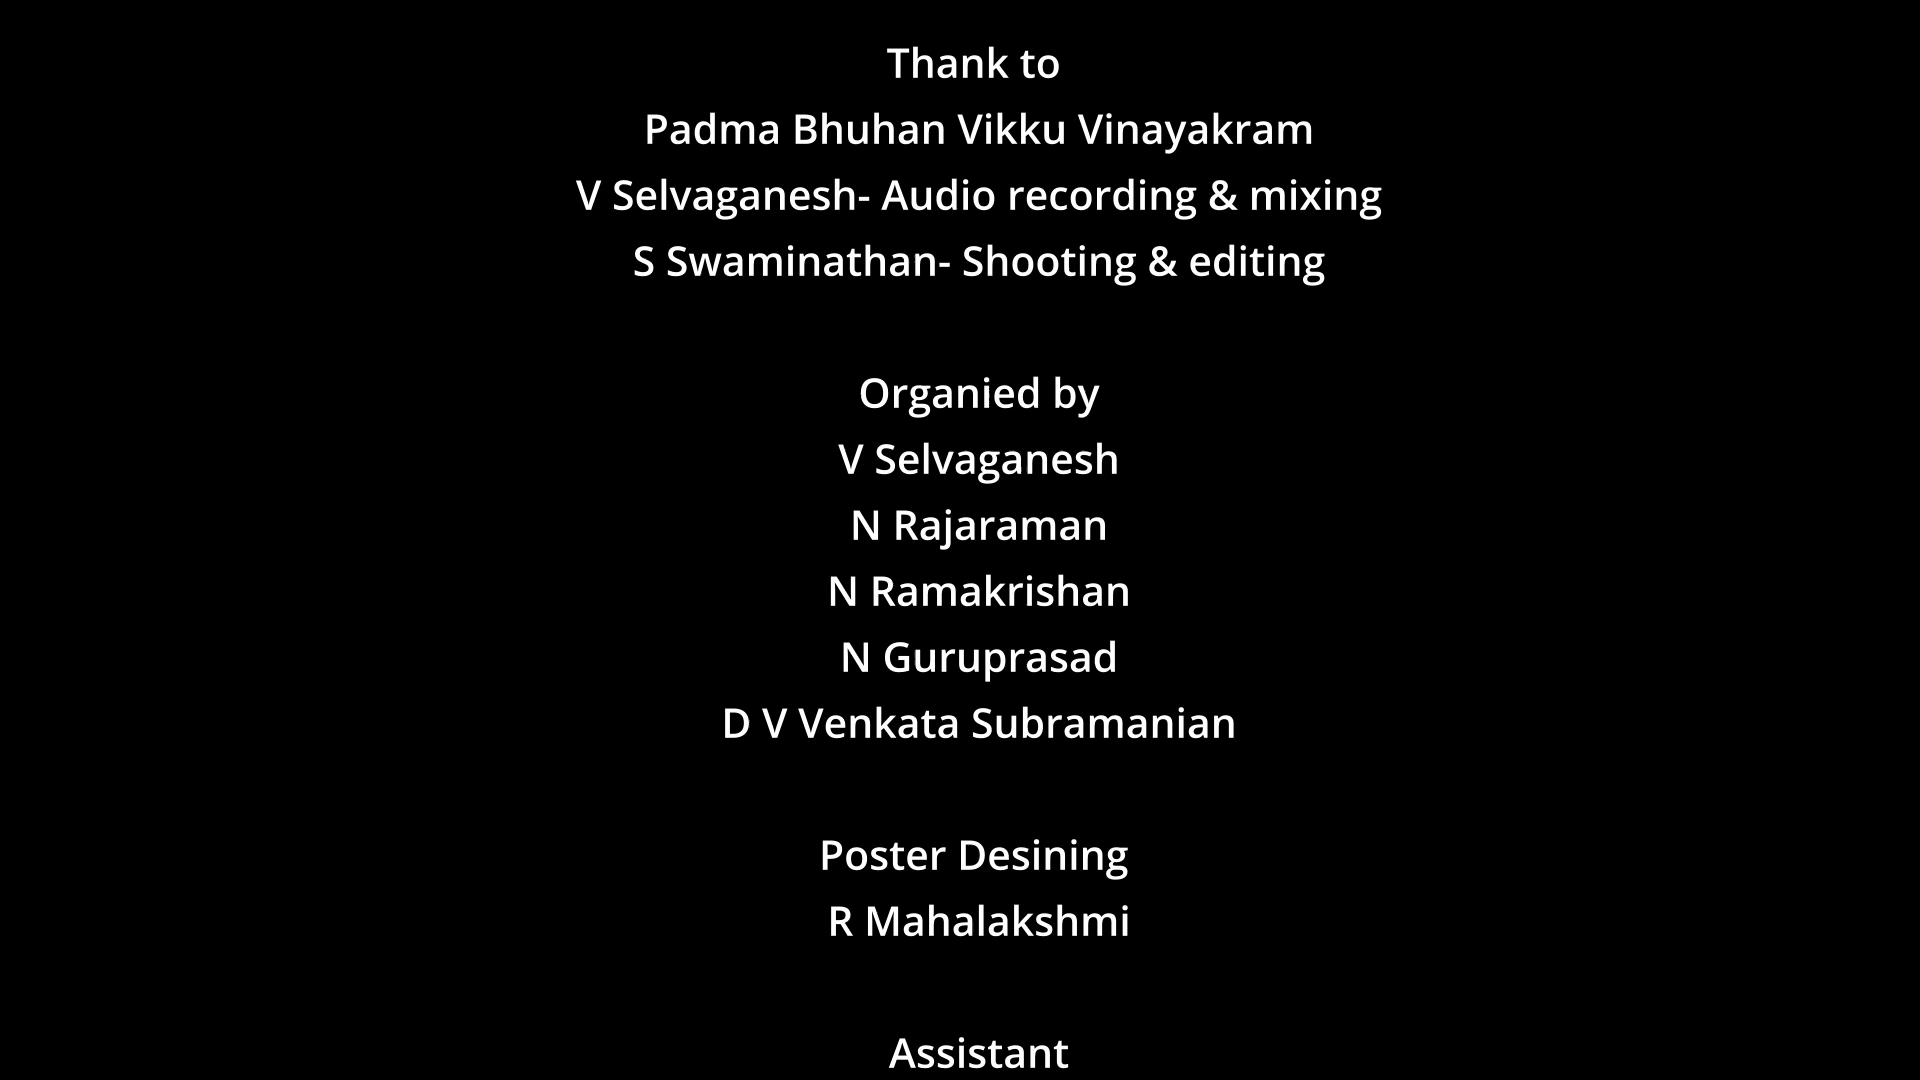 Thank to
Padma Bhuhan Vikku Vinayakram
V Selvaganesh- Audio recording & mixing
S Swaminathan- Shooting & editing
Organied by
V Selvaganesh
N Rajaraman
N Ramakrishan
N Guruprasad
D V Venkata Subramanian
Poster Desining
R Mahalakshmi
Assistant